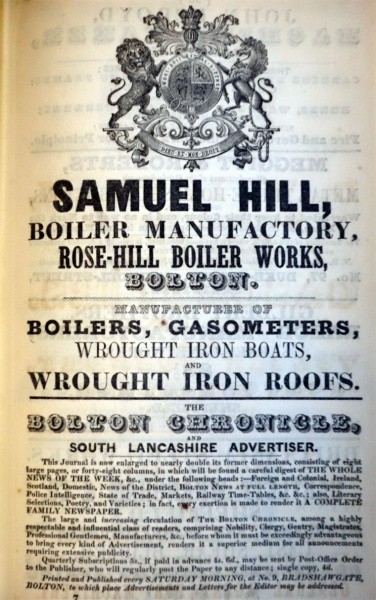 DIEU ET MON DROIT
SAMUEL HILL,
BOILER MANUFACTORY,
ROSE-HILL BOILER WORKS,
BOLTON.
MANUFACTURER OF
BOILERS, GASOMETERS,
WROUGHT IRON BOATS,
AND
WROUGHT IRON ROOFS.
THE
BOLTON CHRONICLE,
AND
SOUTH LANCASHIRE ADVERTISER.
This Journal is now enlarged to nearly double its former dimensions, consisting of eight
large pages, or forty-eight columns, in which will be found a careful digest of THE WHOLE
NEWS OF THE WEEK, &c., under the following heads:—Foreign and Colonial, Ireland,
Scotland, Domestic, News of the District, BOLTON NEWS AT FULL LENGTH, Correspondence,
Police Intelligence, State of Trade, Markets, Railway Time-Tables, &c. &c.; also, Literary
Selections, Poetry, and Varieties; in fact, every exertion is made to render it A COMPLETE
FAMILY NEWSPAPER.
The large and increasing circulation of THE BOLTON CHRONICLE, among a highly
respectable and influential class of readers, comprising Nobility, Clergy, Gentry, Magistrates,
Professional Gentlemen, Manufacturers, &c., before whom it must be exceedingly advantageous
to bring every kind of Advertisement, renders it a superior medium for all announcements
requiring extensive publicity.
Quarterly Subscriptions 5s., if paid in advance 4s. 6d., may be sent by Post-Office Order
to the Publisher, who will regularly post the Paper to any distance; single copy, 4d.
Printed and Published every SATURDAY MORNING, at No. 9, BRADSHAWGATE,
BOLTON, to which place Advertisements and Letters for the Editor may be addressed.
7